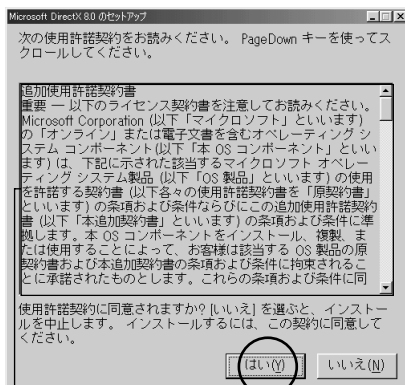 Microsoft DirectX 8.0 のセットアップ
次の使用許諾契約をお読みください。 PageDown キーを使ってス
クロールしてください。
追加使用許諾契約書
重要 ― 以下のライセンス契約書を注意してお読みください。
Microsoft Corporation (以下「マイクロソフト」といいます)
の「オンライン」または電子文書を含むオペレーティング シ
ステム コンポーネント(以下「本 OS コンポーネント」といい
ます) は、下記に示された該当するマイクロソフト オペレー
ティング システム製品 (以下「OS 製品」といいます) の使用
を許諾する契約書 (以下各々の使用許諾契約書を「原契約書」
といいます) の条項および条件ならびにこの追加使用許諾契約
書 (以下「本追加契約書」といいます) の条項および条件に準
拠します。本 OS コンポーネントをインストール、複製、ま
たは使用することによって、お客様は該当する OS 製品の原
契約書および本追加契約書の条項および条件に拘束されるこ
とに承諾されたものとします。これらの条項および条件に同
使用許諾契約に同意されますか? [いいえ] を選ぶと、インストー
ルを中止します。 インストールするには、この契約に同意して
ください。
はい(Y) いいえ(N)